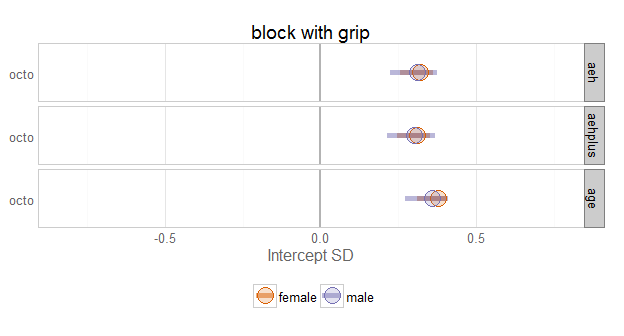 block with grip
octo
aeh
octo
aehplus
octo
age
-0.5 0.0 0.5
Intercept SD
female male